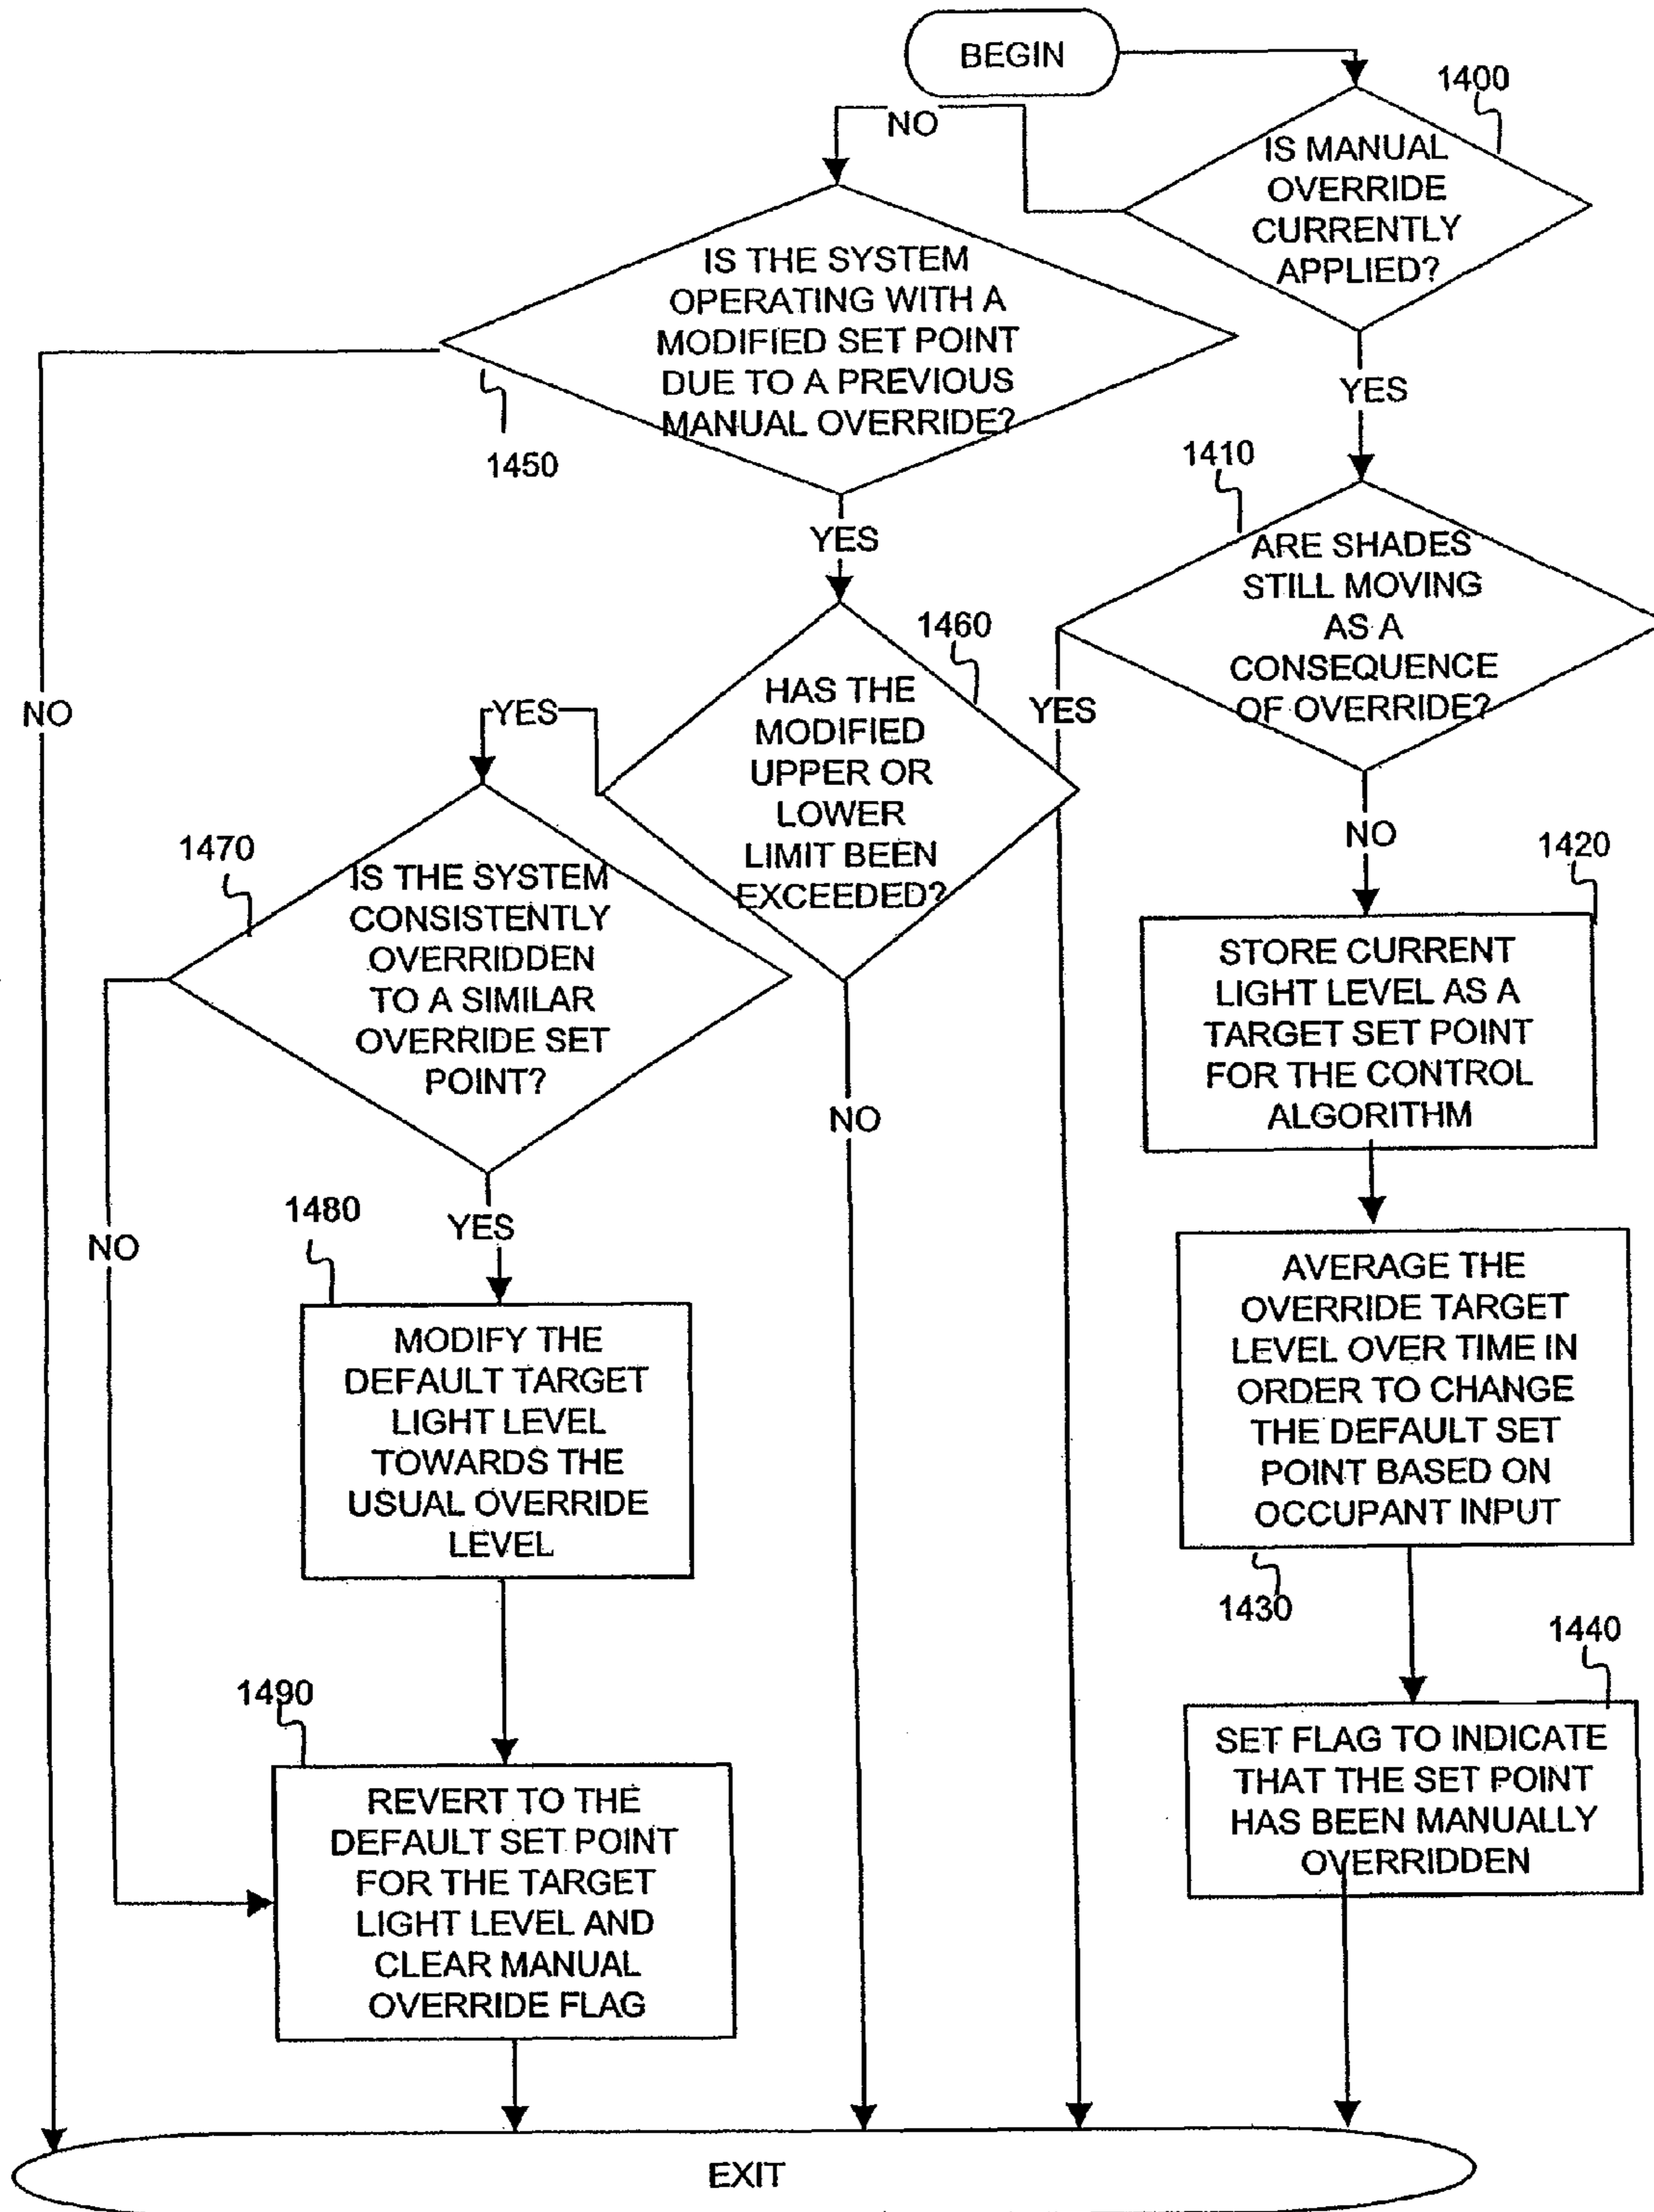 BEGIN
1400
NO
IS MANUAL
OVERRIDE
CURRENTLY
APPLIED?
IS THE SYSTEM
OPERATING WITH A
MODIFIED SET POINT
DUE TO A PREVIOUS
MANUAL OVERRIDE?
1450
YES
1410
YES
ARE SHADES
STILL MOVING
AS A
CONSEQUENCE
OF OVERRIDE?
YES
NO
1460
HAS THE
MODIFIED
UPPER OR
LOWER
LIMIT BEEN
EXCEEDED?
YES
NO
1470
IS THE SYSTEM
CONSISTENTLY
OVERRIDDEN
TO A SIMILAR
OVERRIDE SET
POINT?
NO
1420
STORE CURRENT
LIGHT LEVEL AS A
TARGET SET POINT
FOR THE CONTROL
ALGORITHM
NO
YES
1480
MODIFY THE
DEFAULT TARGET
LIGHT LEVEL
TOWARDS THE
USUAL OVERRIDE
LEVEL
AVERAGE THE
OVERRIDE TARGET
LEVEL OVER TIME IN
ORDER TO CHANGE
THE DEFAULT SET
POINT BASED ON
OCCUPANT INPUT
1430
1440
1490
REVERT TO THE
DEFAULT SET POINT
FOR THE TARGET
LIGHT LEVEL AND
CLEAR MANUAL
OVERRIDE FLAG
SET FLAG TO INDICATE
THAT THE SET POINT
HAS BEEN MANUALLY
OVERRIDDEN
EXIT